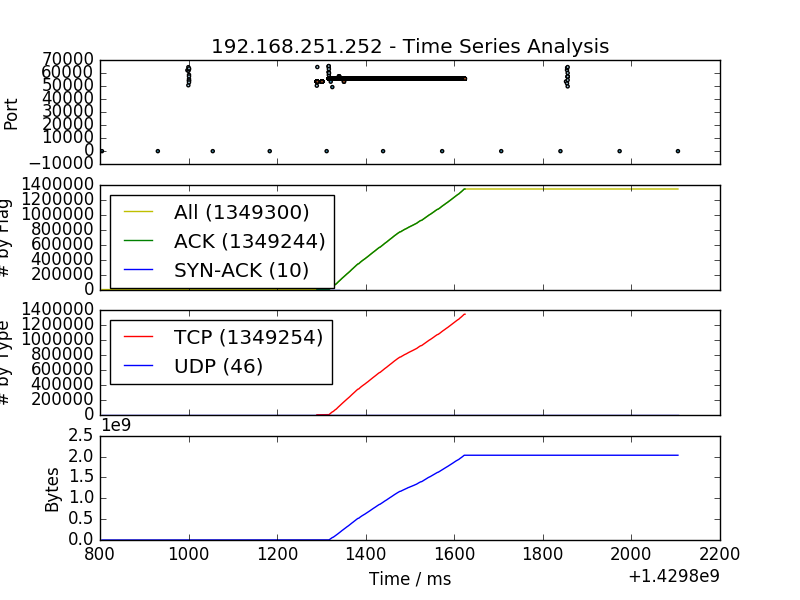 192.168.251.252 - Time Series Analysis
70000
60000
50000
40000
30000
20000
10000
0
−10000
Port
1400000
1200000
1000000
800000
600000
400000
200000
0
# by Flag
All (1349300)
ACK (1349244)
SYN-ACK (10)
1400000
1200000
1000000
800000
600000
400000
200000
0
# by Type
TCP (1349254)
UDP (46)
1e9
2.5
2.0
1.5
1.0
0.5
0.0
Bytes
800 1000 1200 1400 1600 1800 2000 2200
Time / ms
+1.4298e9